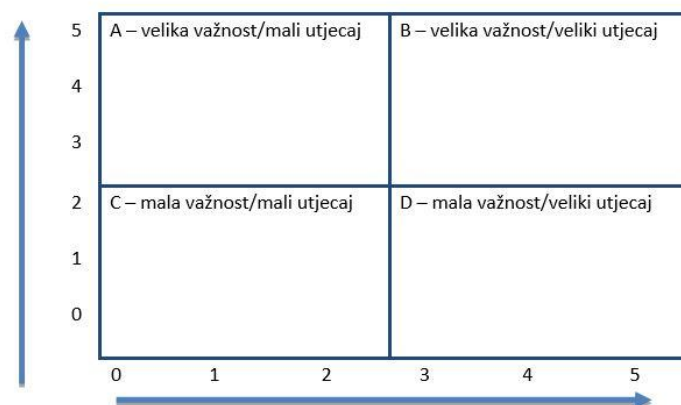 5 A – velika važnost/mali utjecaj B – velika važnost/veliki utjecaj
4
3
2 C – mala važnost/mali utjecaj D – mala važnost/veliki utjecaj
1
0
0 1 2 3 4 5